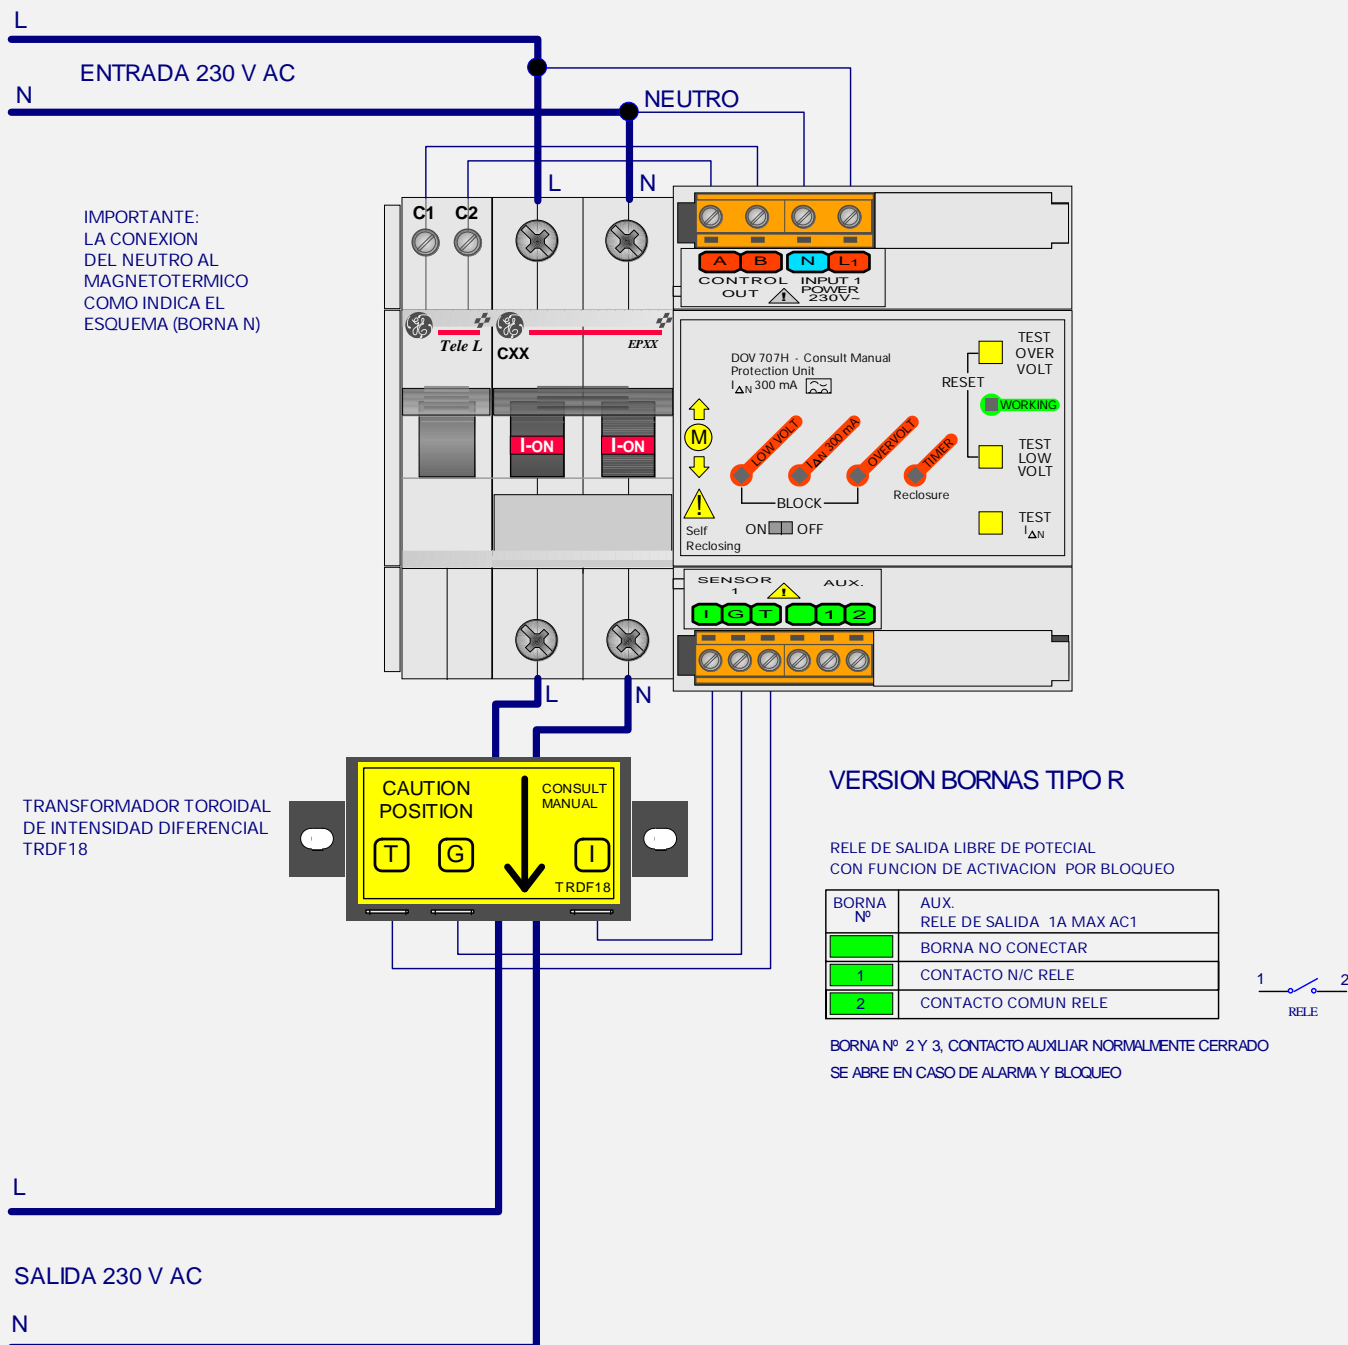 L
ENTRADA 230 V AC
N
NEUTRO
L
N
IMPORTANTE:
LA CONEXION
DEL NEUTRO AL
MAGNETOTERMICO
COMO INDICA EL
ESQUEMA (BORNA N)
C1 C2
A B N L1
CONTROL OUT
INPUT 1
POWER
230V~
Tele L
CXX
EPXX
I-ON
I-ON
DOV 707H - Consult Manual
Protection Unit
IΔN 300 mA
M
Self
Reclosing
LOW VOLT
IΔN 300 mA
OVERVOLT
TIMER
BLOCK
Reclosure
ON OFF
RESET
TEST
OVER
VOLT
WORKING
TEST
LOW
VOLT
TEST
IΔN
SENSOR
1
AUX.
I G T 1 2
L
N
TRANSFORMADOR TOROIDAL
DE INTENSIDAD DIFERENCIAL
TRDF18
CAUTION
POSITION
CONSULT
MANUAL
T G I
TRDF18
VERSION BORNAS TIPO R
RELE DE SALIDA LIBRE DE POTECIAL
CON FUNCION DE ACTIVACION POR BLOQUEO
BORNA
Nº
AUX.
RELE DE SALIDA 1A MAX AC1
BORNA NO CONECTAR
1 CONTACTO N/C RELE
2 CONTACTO COMUN RELE
1 2
RELE
BORNA Nº 2 Y 3, CONTACTO AUXILIAR NORMALMENTE CERRADO
SE ABRE EN CASO DE ALARMA Y BLOQUEO
L
SALIDA 230 V AC
N